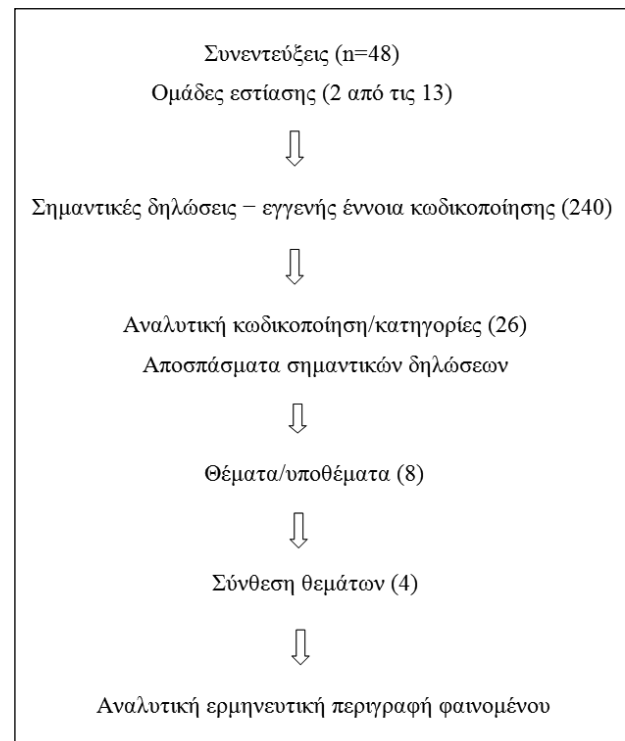 Συνεντεύξεις (n=48)
Ομάδες εστίασης (2 από τις 13)
Σημαντικές δηλώσεις − εγγενής έννοια κωδικοποίησης (240)
Αναλυτική κωδικοποίηση/κατηγορίες (26)
Αποσπάσματα σημαντικών δηλώσεων
Θέματα/υποθέματα (8)
Σύνθεση θεμάτων (4)
Αναλυτική ερμηνευτική περιγραφή φαινομένου